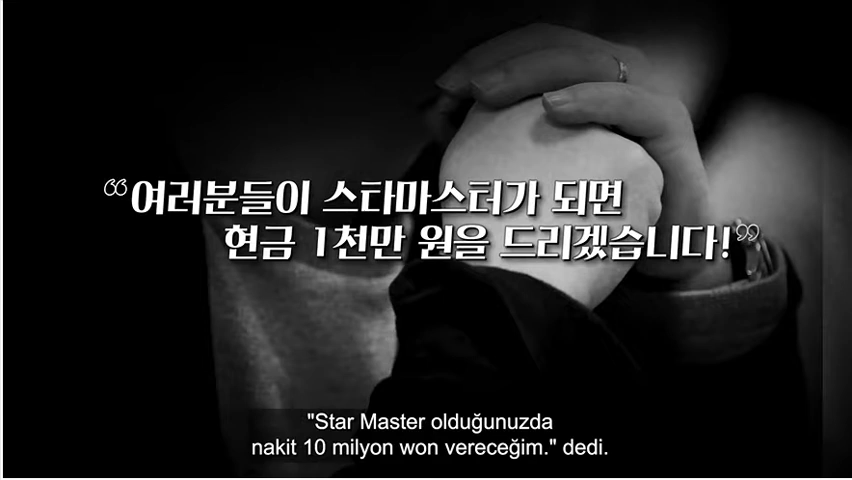 “여러분들이 스타마스터가 되면
현금 1천만 원을 드리겠습니다!”
"Star Master olduğunuzda
nakit 10 milyon won vereceğim." dedi.